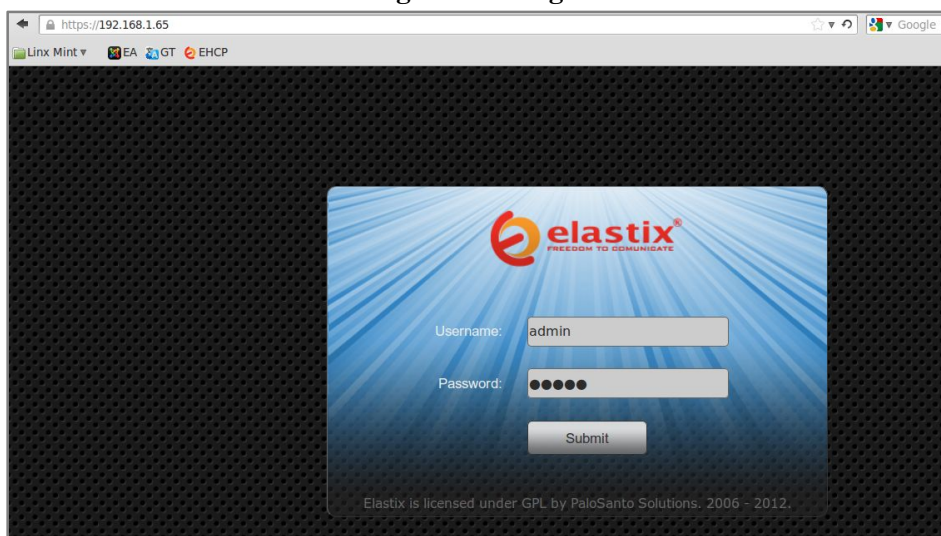 https://192.168.1.65
Google
Linx Mint
EA
GT
EHCP
elastix®
FREEDOM TO COMUNICATE
Username:
admin
Password:
●●●●●
Submit
Elastix is licensed under GPL by PaloSanto Solutions. 2006 - 2012.